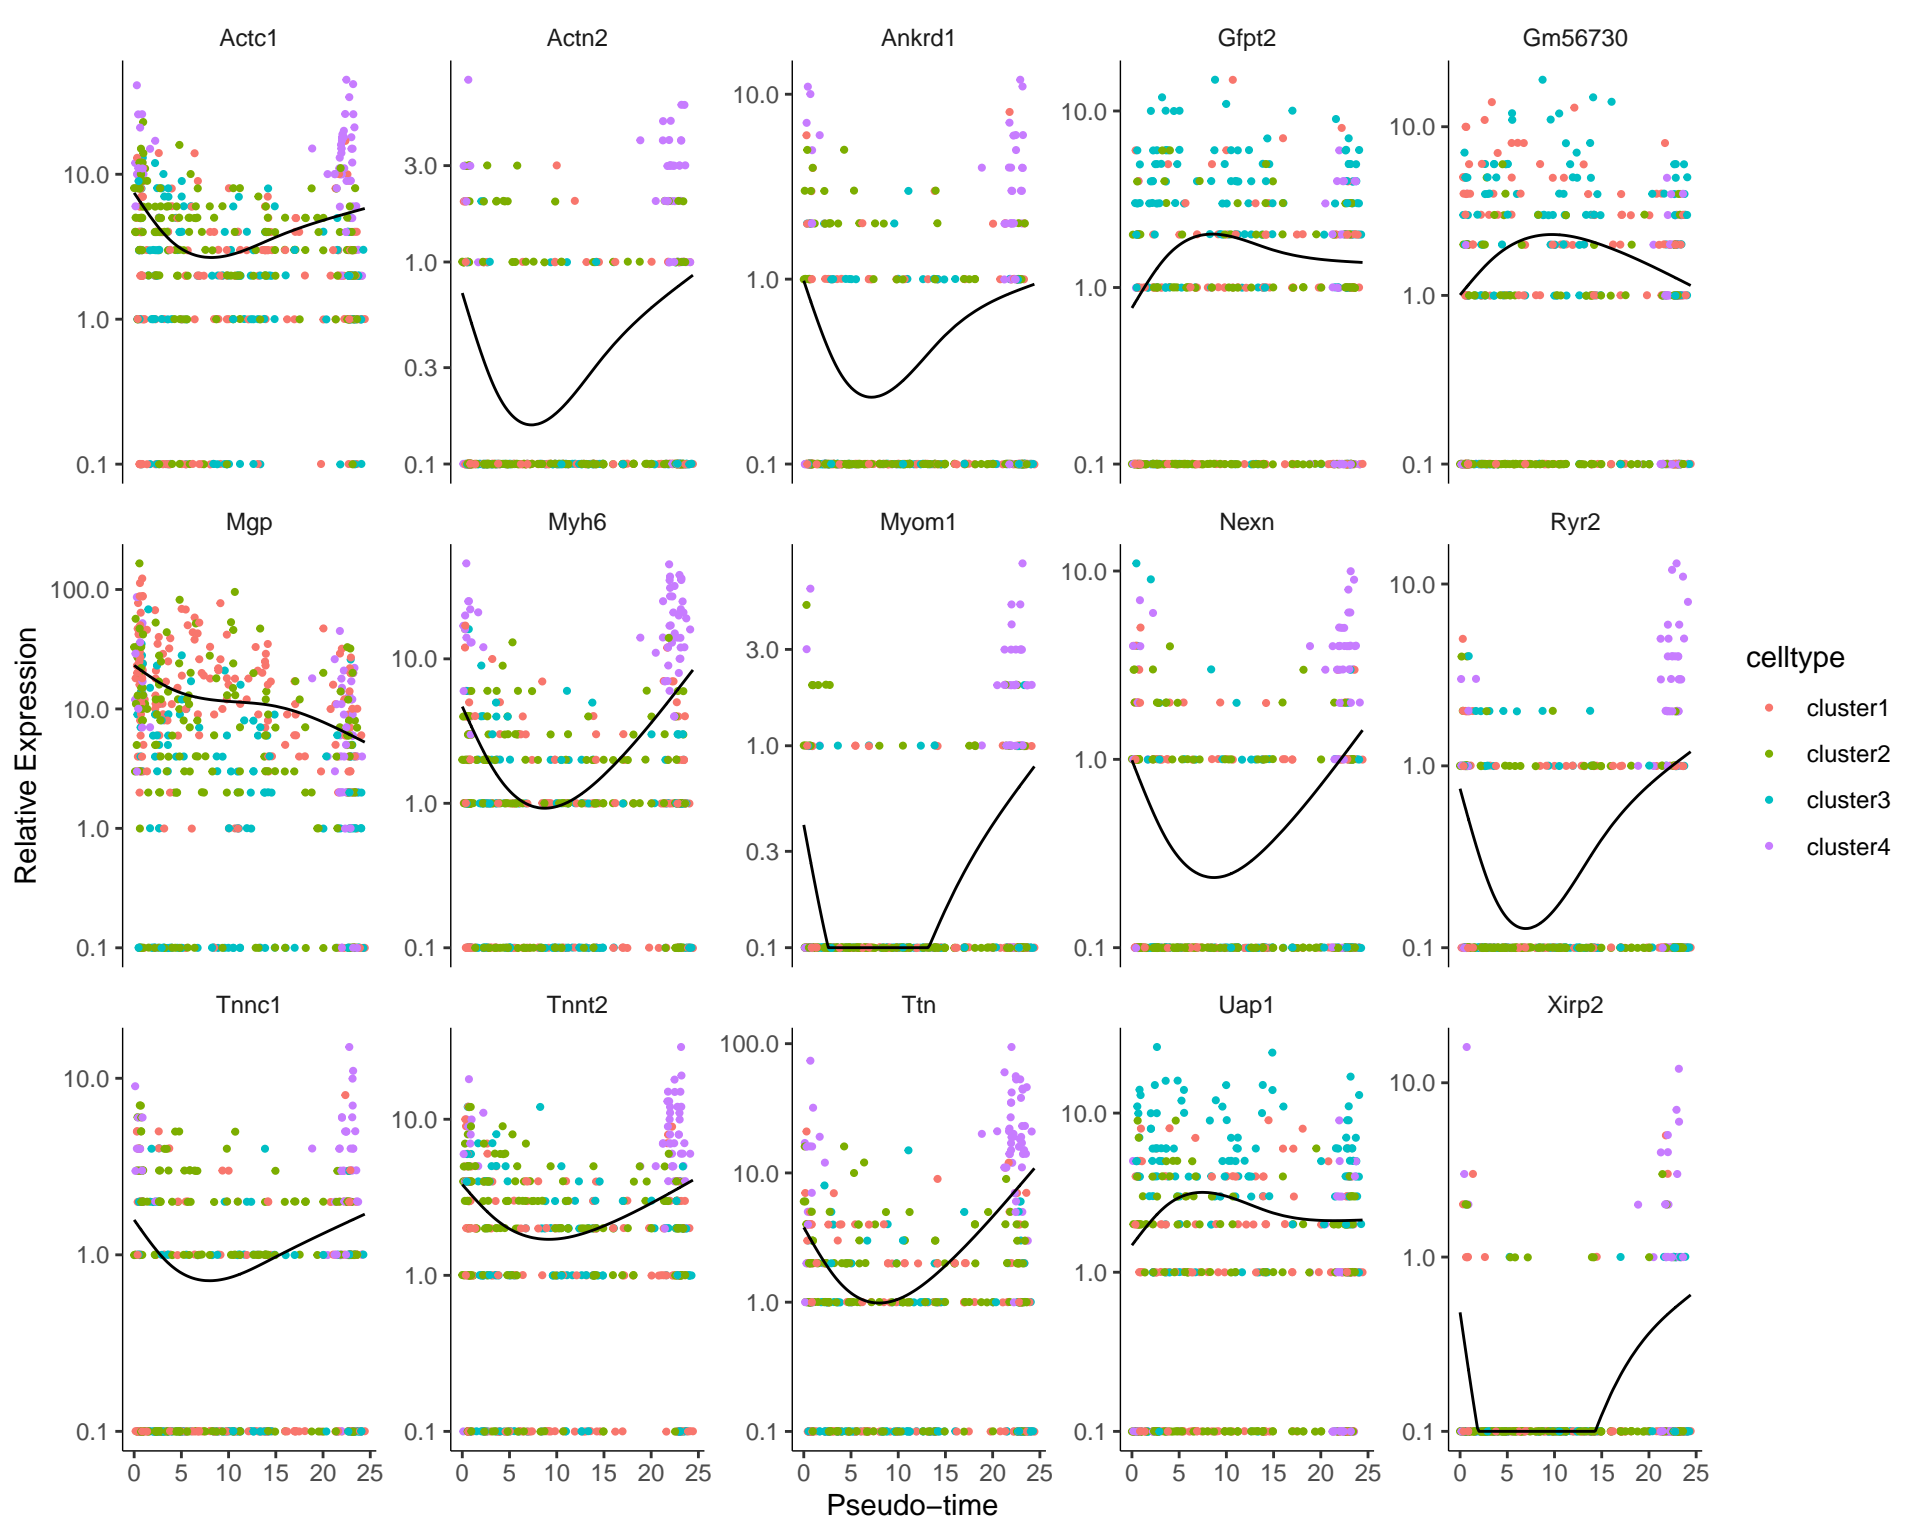 Actc1 Actn2 Ankrd1 Gfpt2 Gm56730
10.0 1.0 0.1
3.0 1.0 0.3 0.1
10.0 1.0 0.1
10.0 1.0 0.1
10.0 1.0 0.1
Mgp Myh6 Myom1 Nexn Ryr2
100.0 10.0 1.0 0.1
10.0 1.0 0.1
3.0 1.0 0.3 0.1
10.0 1.0 0.1
10.0 1.0 0.1
Tnnc1 Tnnt2 Ttn Uap1 Xirp2
10.0 1.0 0.1
10.0 1.0 0.1
100.0 10.0 1.0 0.1
10.0 1.0 0.1
10.0 1.0 0.1
0 5 10 15 20 25 0 5 10 15 20 25 0 5 10 15 20 25 0 5 10 15 20 25 0 5 10 15 20 25
Pseudo−time
Relative Expression
celltype
cluster1
cluster2
cluster3
cluster4